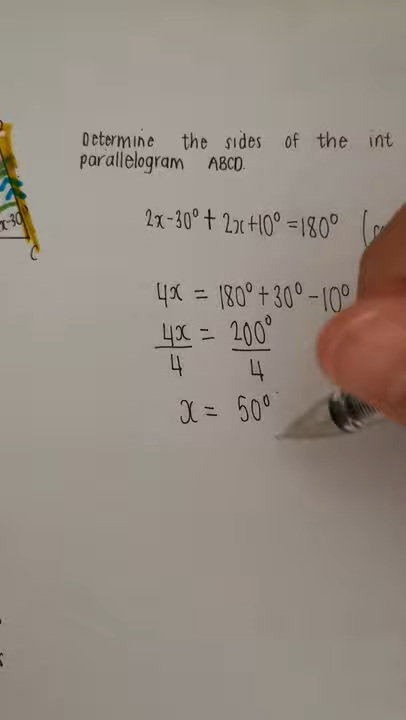 Determine the sides of the int
parallelogram ABCD.
x-30°
C
2x-30° + 2x+10° = 180° (
4x = 180° + 30° - 10°
4x/4 = 200°/4
x = 50°